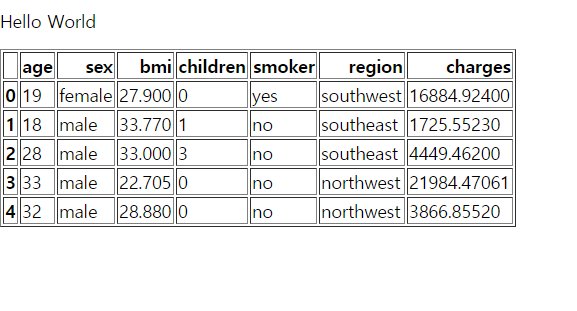 Hello World
age sex bmi children smoker region charges
0 19 female 27.900 0 yes southwest 16884.92400
1 18 male 33.770 1 no southeast 1725.55230
2 28 male 33.000 3 no southeast 4449.46200
3 33 male 22.705 0 no northwest 21984.47061
4 32 male 28.880 0 no northwest 3866.85520